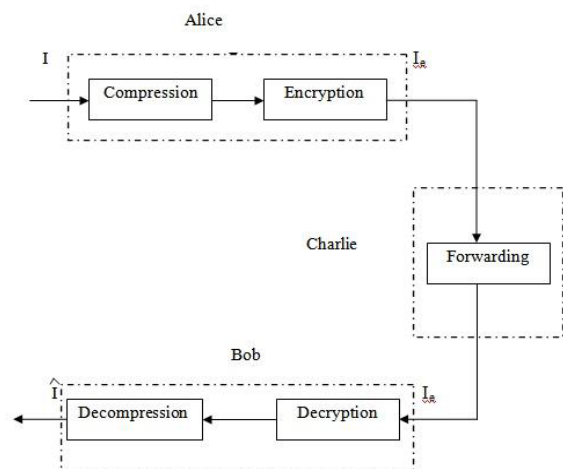 Alice
I
Iₑ
Compression
Encryption
Charlie
Forwarding
Bob
Î
Iₑ
Decompression
Decryption